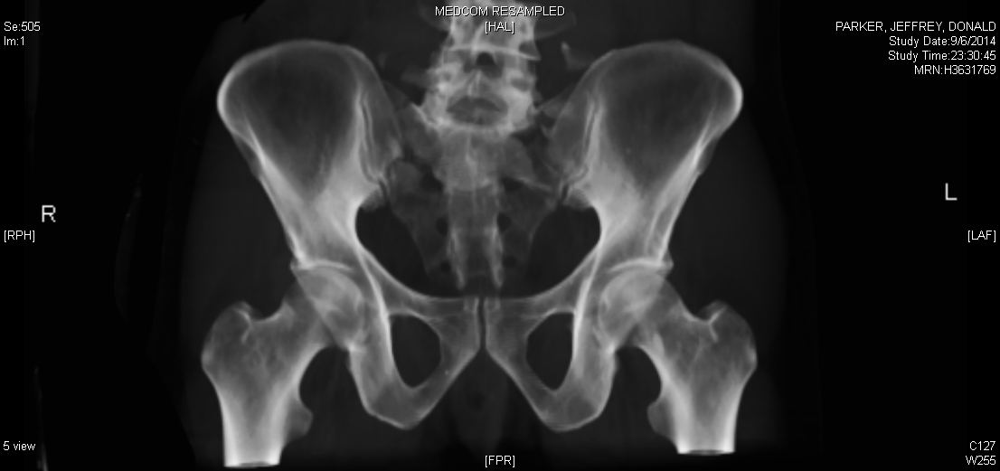 MEDCOM RESAMPLED
[HAL]
Se:505
Im:1
PARKER, JEFFREY, DONALD
Study Date:9/6/2014
Study Time:23:30:45
MRN:H3631769
R
L
[RPH]
[LAF]
5 view
[FPR]
C127
W255